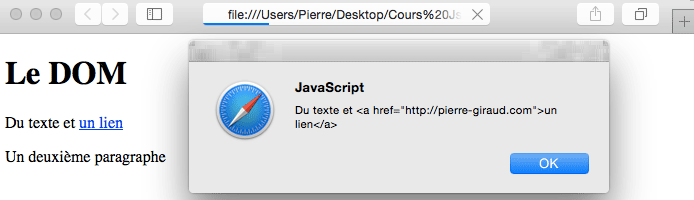 file:///Users/Pierre/Desktop/Cours%20Js
Le DOM
Du texte et un lien
Un deuxième paragraphe
JavaScript
Du texte et <a href="http://pierre-giraud.com">un
lien</a>
OK